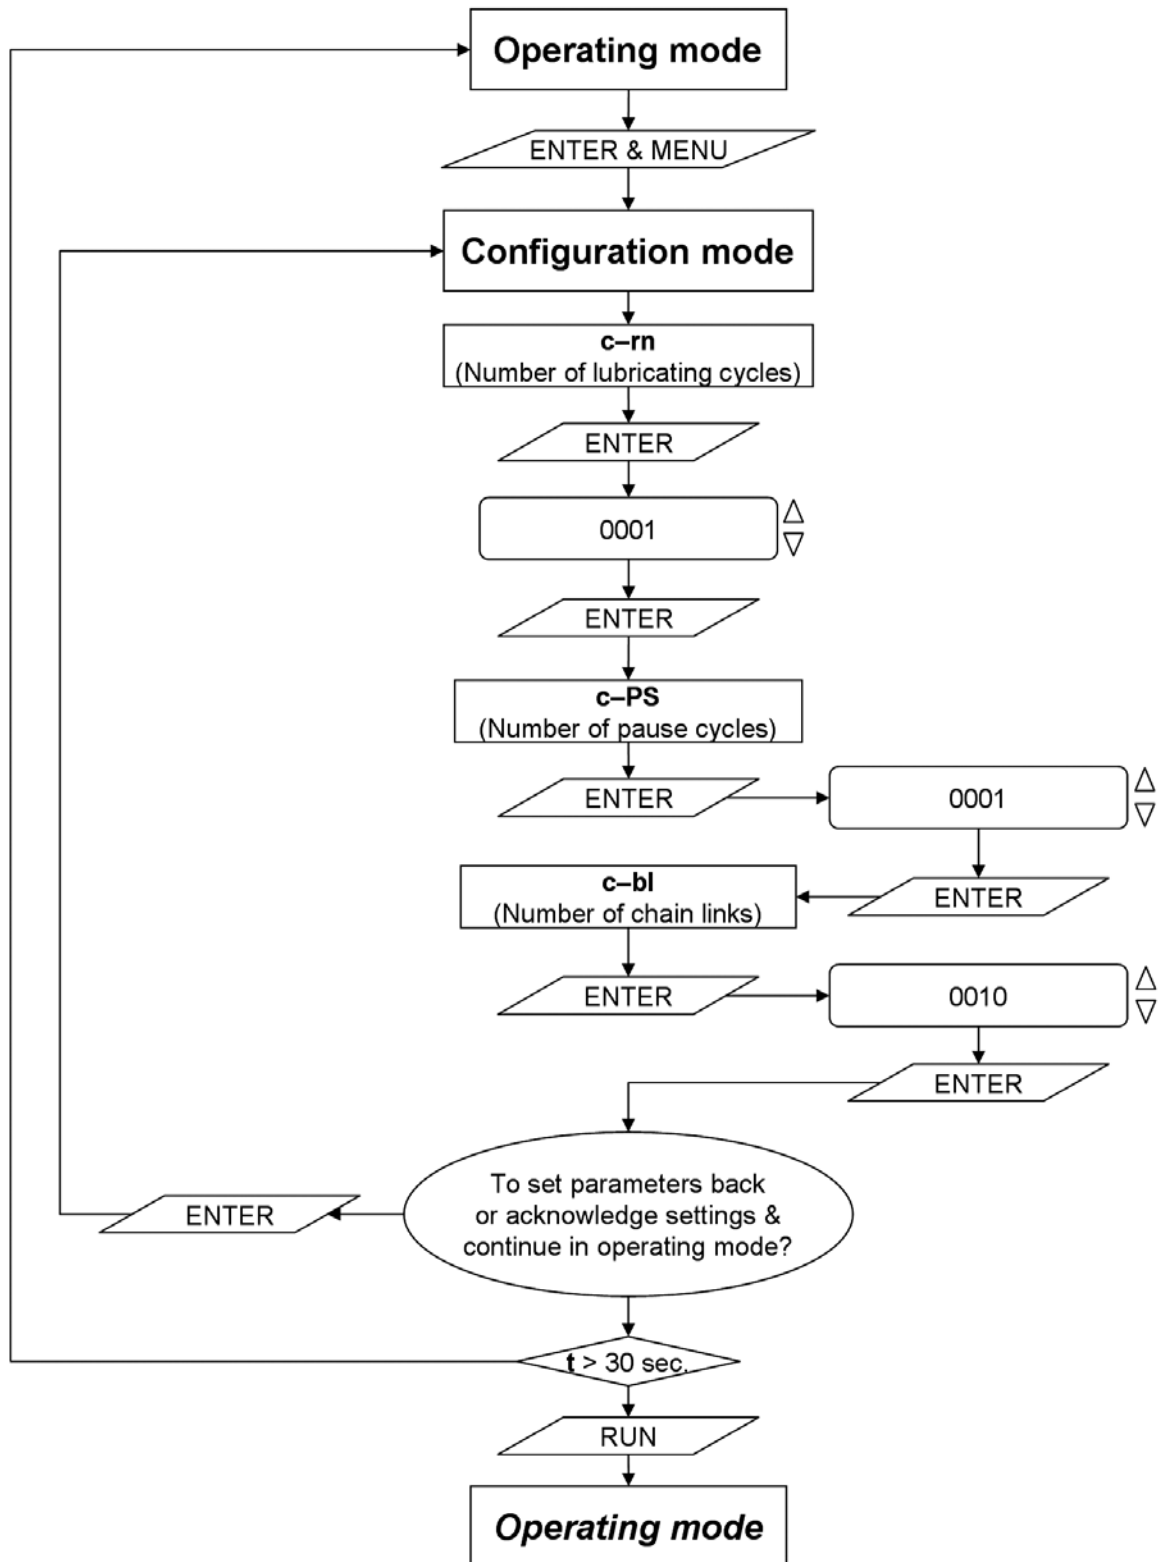 Operating mode
ENTER & MENU
Configuration mode
c–rn
(Number of lubricating cycles)
ENTER
0001
ENTER
c–PS
(Number of pause cycles)
ENTER
0001
ENTER
c–bl
(Number of chain links)
ENTER
0010
ENTER
To set parameters back
or acknowledge settings &
continue in operating mode?
ENTER
t > 30 sec.
RUN
Operating mode